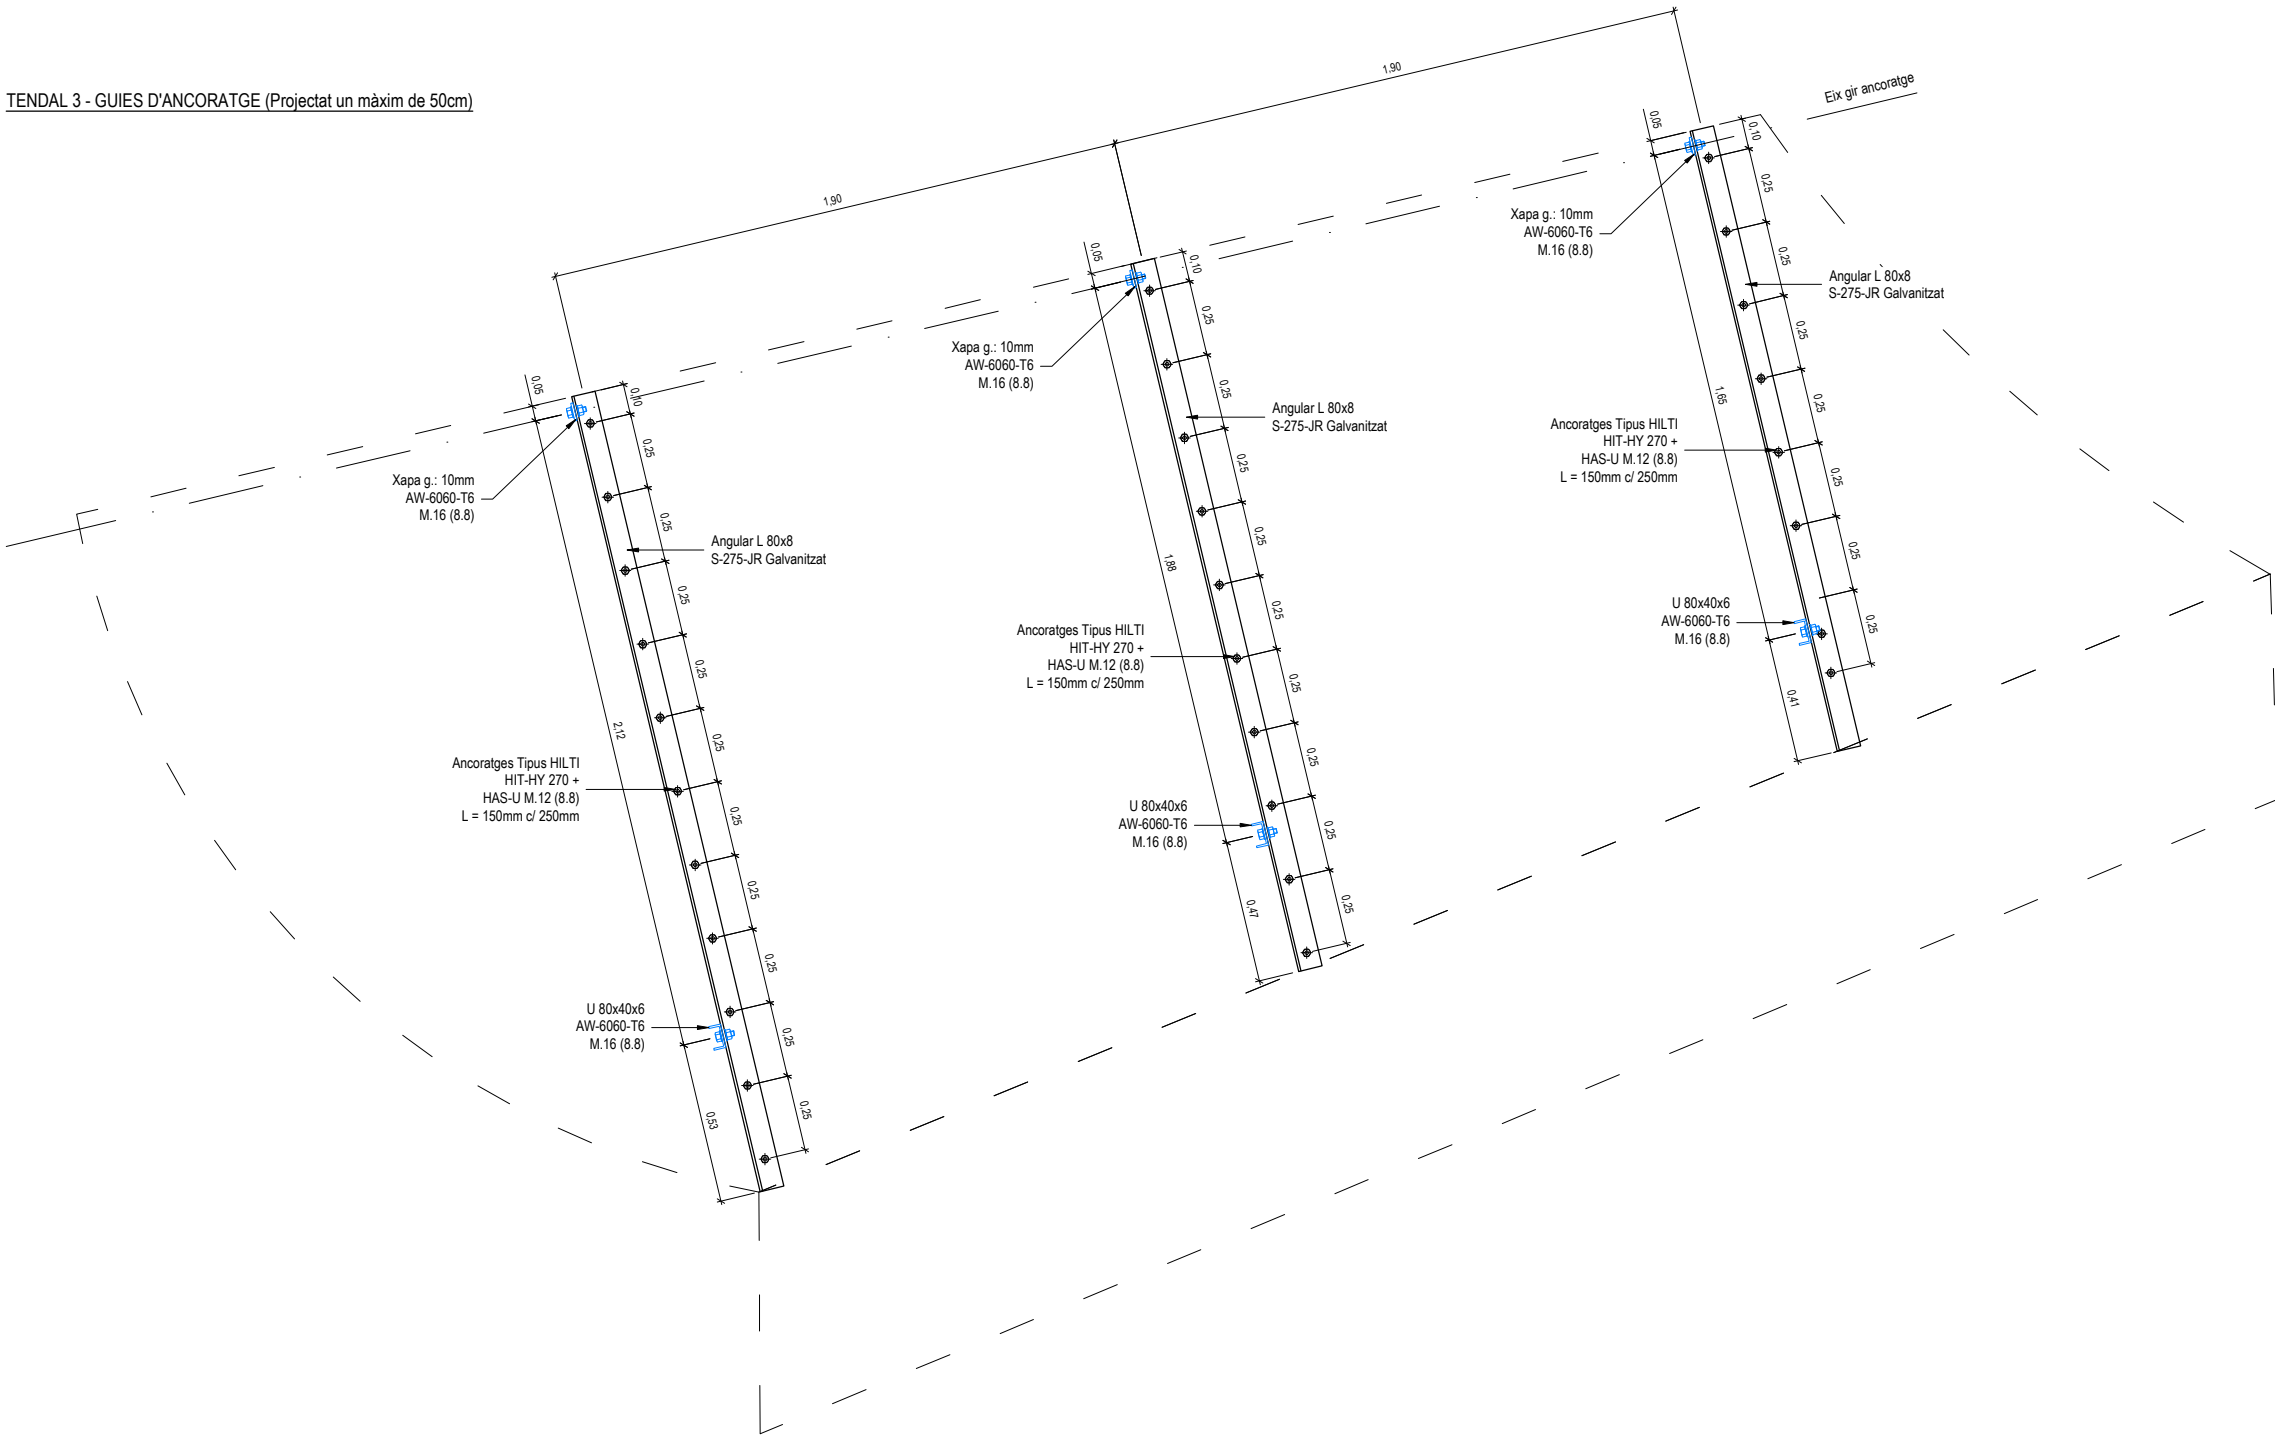 TENDAL 3 - GUIES D'ANCORATGE (Projectat un màxim de 50cm)
1,90
1,90
Eix gir ancoratge
0,05
0,10
0,25
0,25
0,25
0,25
0,25
0,25
0,25
1,65
0,41
Xapa g.: 10mm
AW-6060-T6
M.16 (8.8)
Angular L 80x8
S-275-JR Galvanitzat
Ancoratges Tipus HILTI
HIT-HY 270 +
HAS-U M.12 (8.8)
L = 150mm c/ 250mm
U 80x40x6
AW-6060-T6
M.16 (8.8)
0,05
0,10
0,25
0,25
0,25
0,25
0,25
0,25
0,25
0,25
0,25
1,88
0,47
Xapa g.: 10mm
AW-6060-T6
M.16 (8.8)
Angular L 80x8
S-275-JR Galvanitzat
Ancoratges Tipus HILTI
HIT-HY 270 +
HAS-U M.12 (8.8)
L = 150mm c/ 250mm
U 80x40x6
AW-6060-T6
M.16 (8.8)
0,05
0,10
0,25
0,25
0,25
0,25
0,25
0,25
0,25
0,25
0,25
0,25
2,12
0,53
Xapa g.: 10mm
AW-6060-T6
M.16 (8.8)
Angular L 80x8
S-275-JR Galvanitzat
Ancoratges Tipus HILTI
HIT-HY 270 +
HAS-U M.12 (8.8)
L = 150mm c/ 250mm
U 80x40x6
AW-6060-T6
M.16 (8.8)